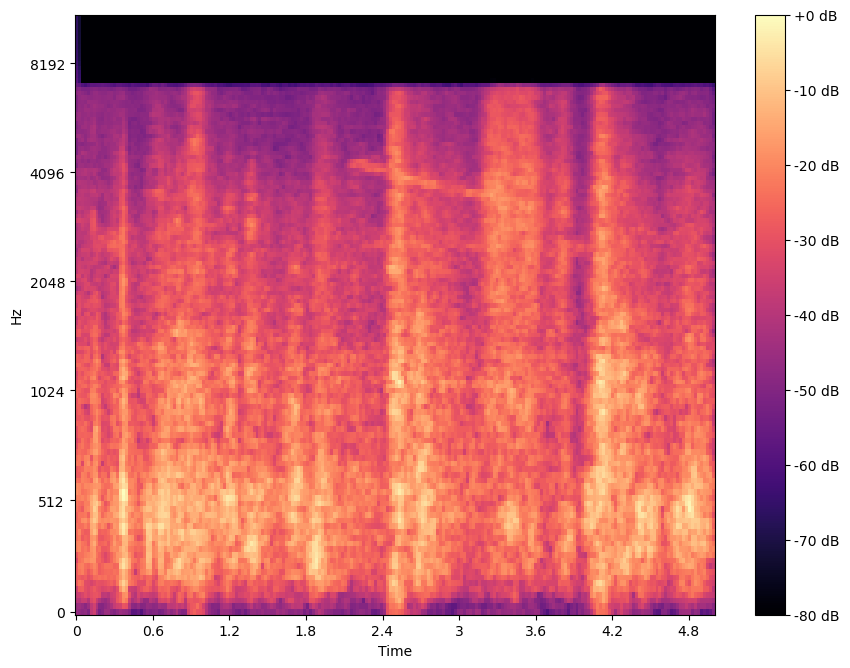 +0 dB
8192
-10 dB
4096
-20 dB
-30 dB
2048
Hz
-40 dB
1024
-50 dB
512
-60 dB
-70 dB
0
-80 dB
0 0.6 1.2 1.8 2.4 3 3.6 4.2 4.8
Time